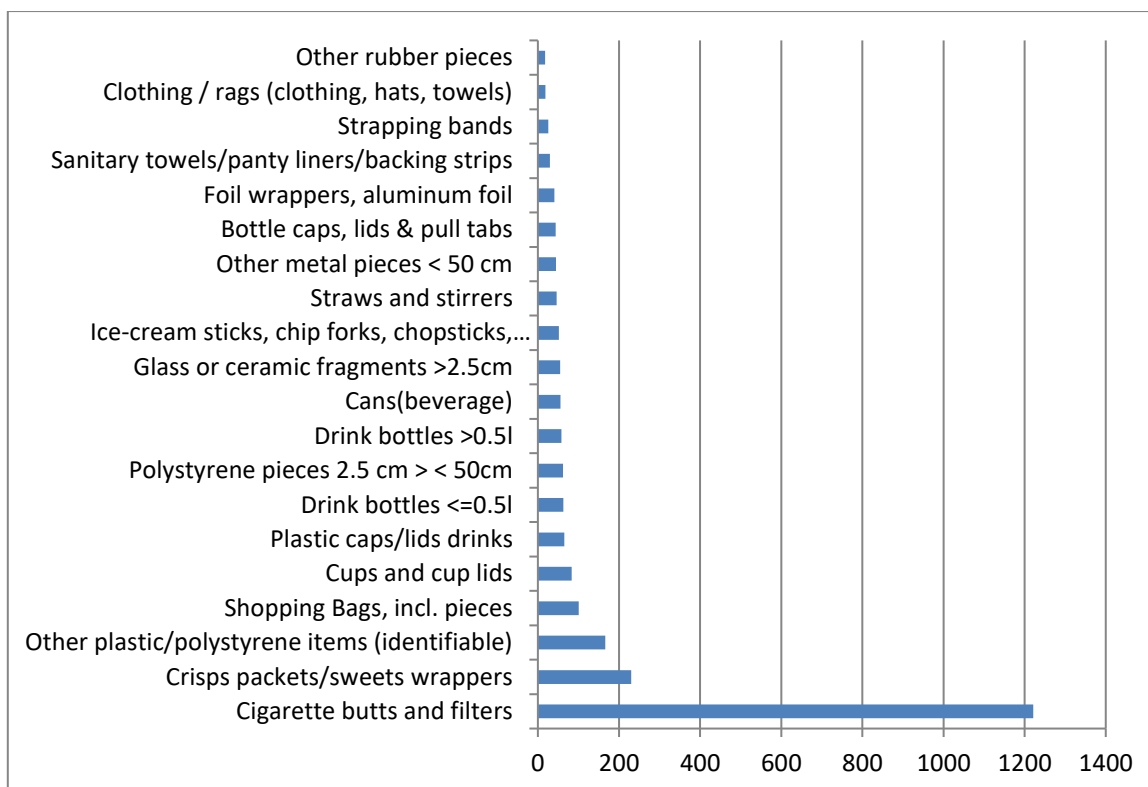 Other rubber pieces
Clothing / rags (clothing, hats, towels)
Strapping bands
Sanitary towels/panty liners/backing strips
Foil wrappers, aluminum foil
Bottle caps, lids & pull tabs
Other metal pieces < 50 cm
Straws and stirrers
Ice-cream sticks, chip forks, chopsticks,...
Glass or ceramic fragments >2.5cm
Cans(beverage)
Drink bottles >0.5l
Polystyrene pieces 2.5 cm > < 50cm
Drink bottles <=0.5l
Plastic caps/lids drinks
Cups and cup lids
Shopping Bags, incl. pieces
Other plastic/polystyrene items (identifiable)
Crisps packets/sweets wrappers
Cigarette butts and filters
0 200 400 600 800 1000 1200 1400